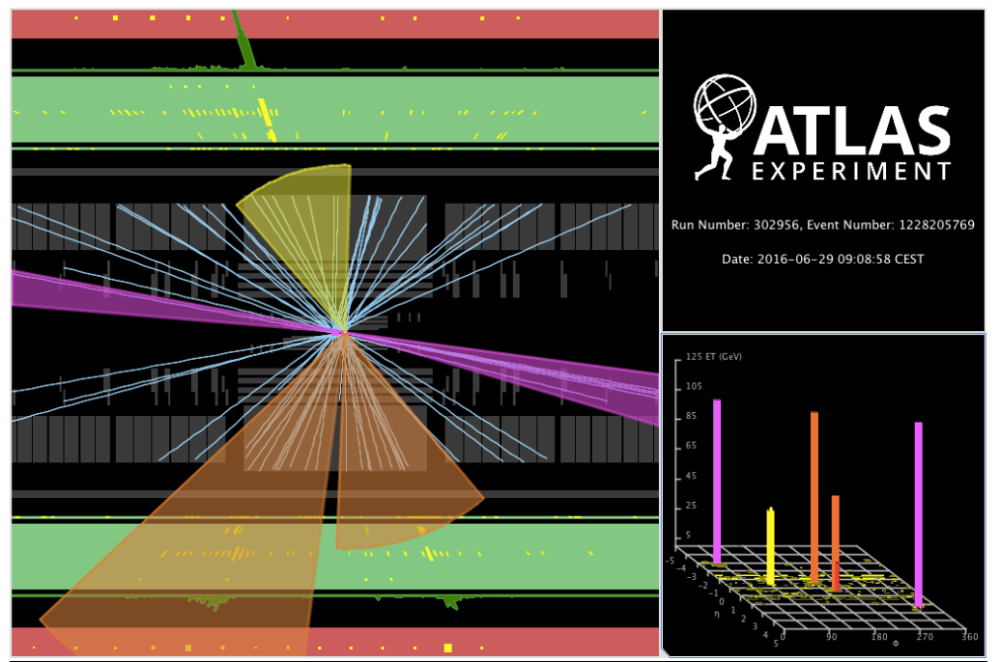 ATLAS
EXPERIMENT
Run Number: 302956, Event Number: 1228205769
Date: 2016-06-29 09:08:58 CEST
125 ET (GeV)
105
85
65
45
25
5
-5
-4
-3
-2
-1
η 0
1
2
3
4
5
0 90 180 270 360
Φ